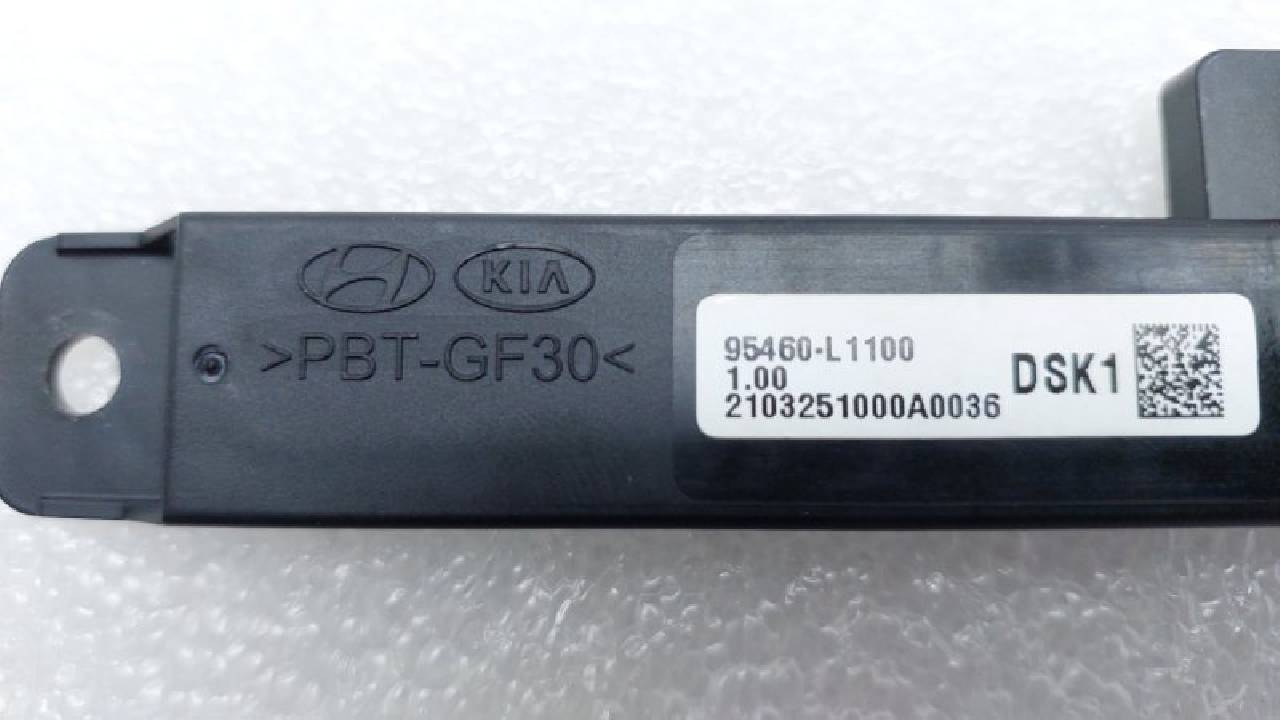 KIA
>PBT-GF30<
95460-L1100
1.00
2103251000A0036
DSK1